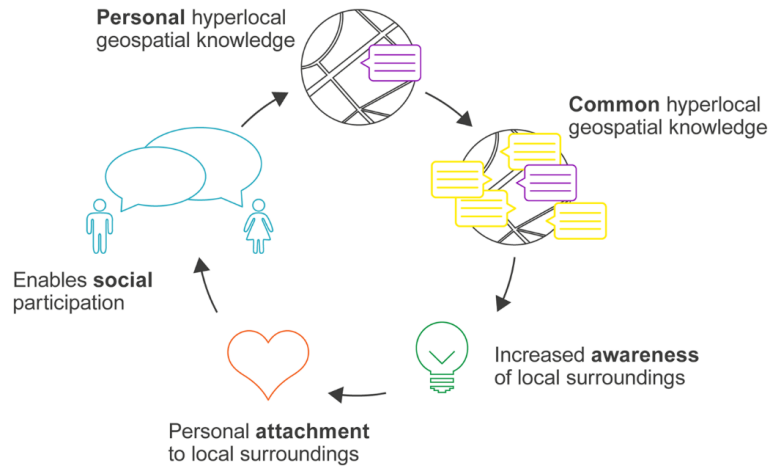 Personal hyperlocal
geospatial knowledge
Common hyperlocal
geospatial knowledge
Increased awareness
of local surroundings
Personal attachment
to local surroundings
Enables social
participation